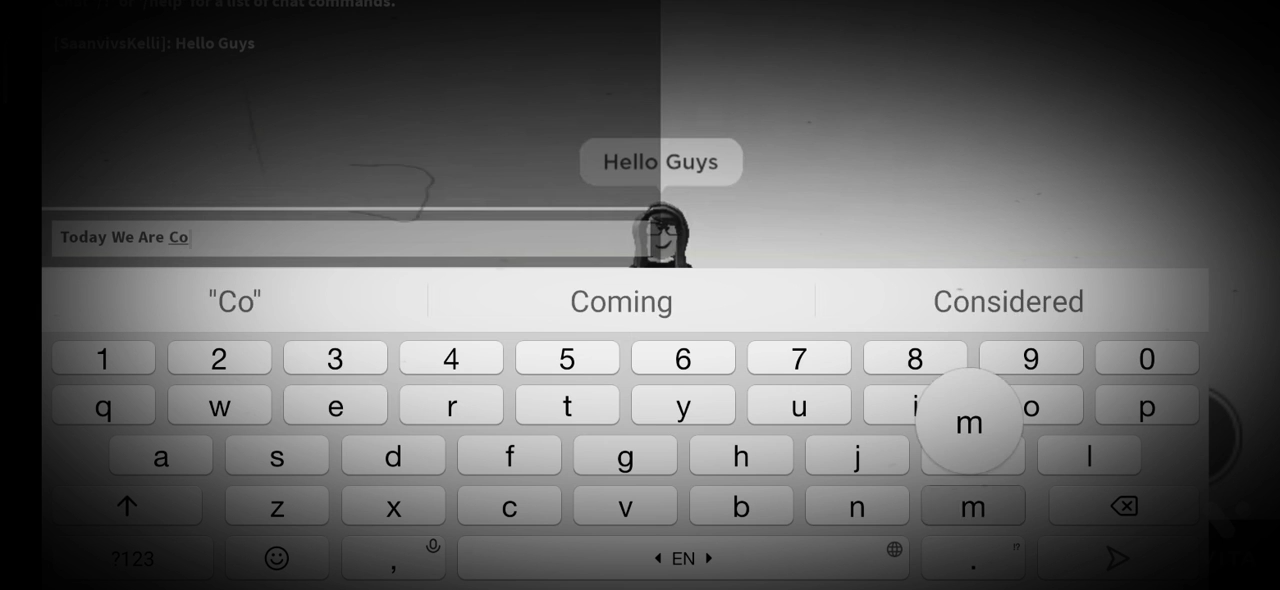 or /help for a list of chat commands.
[SaanvivsKelli]: Hello Guys
Hello Guys
Today We Are Co
"Co" Coming Considered
1 2 3 4 5 6 7 8 9 0
q w e r t y u i o p
a s d f g h j m l
z x c v b n m
?123 , EN . !?